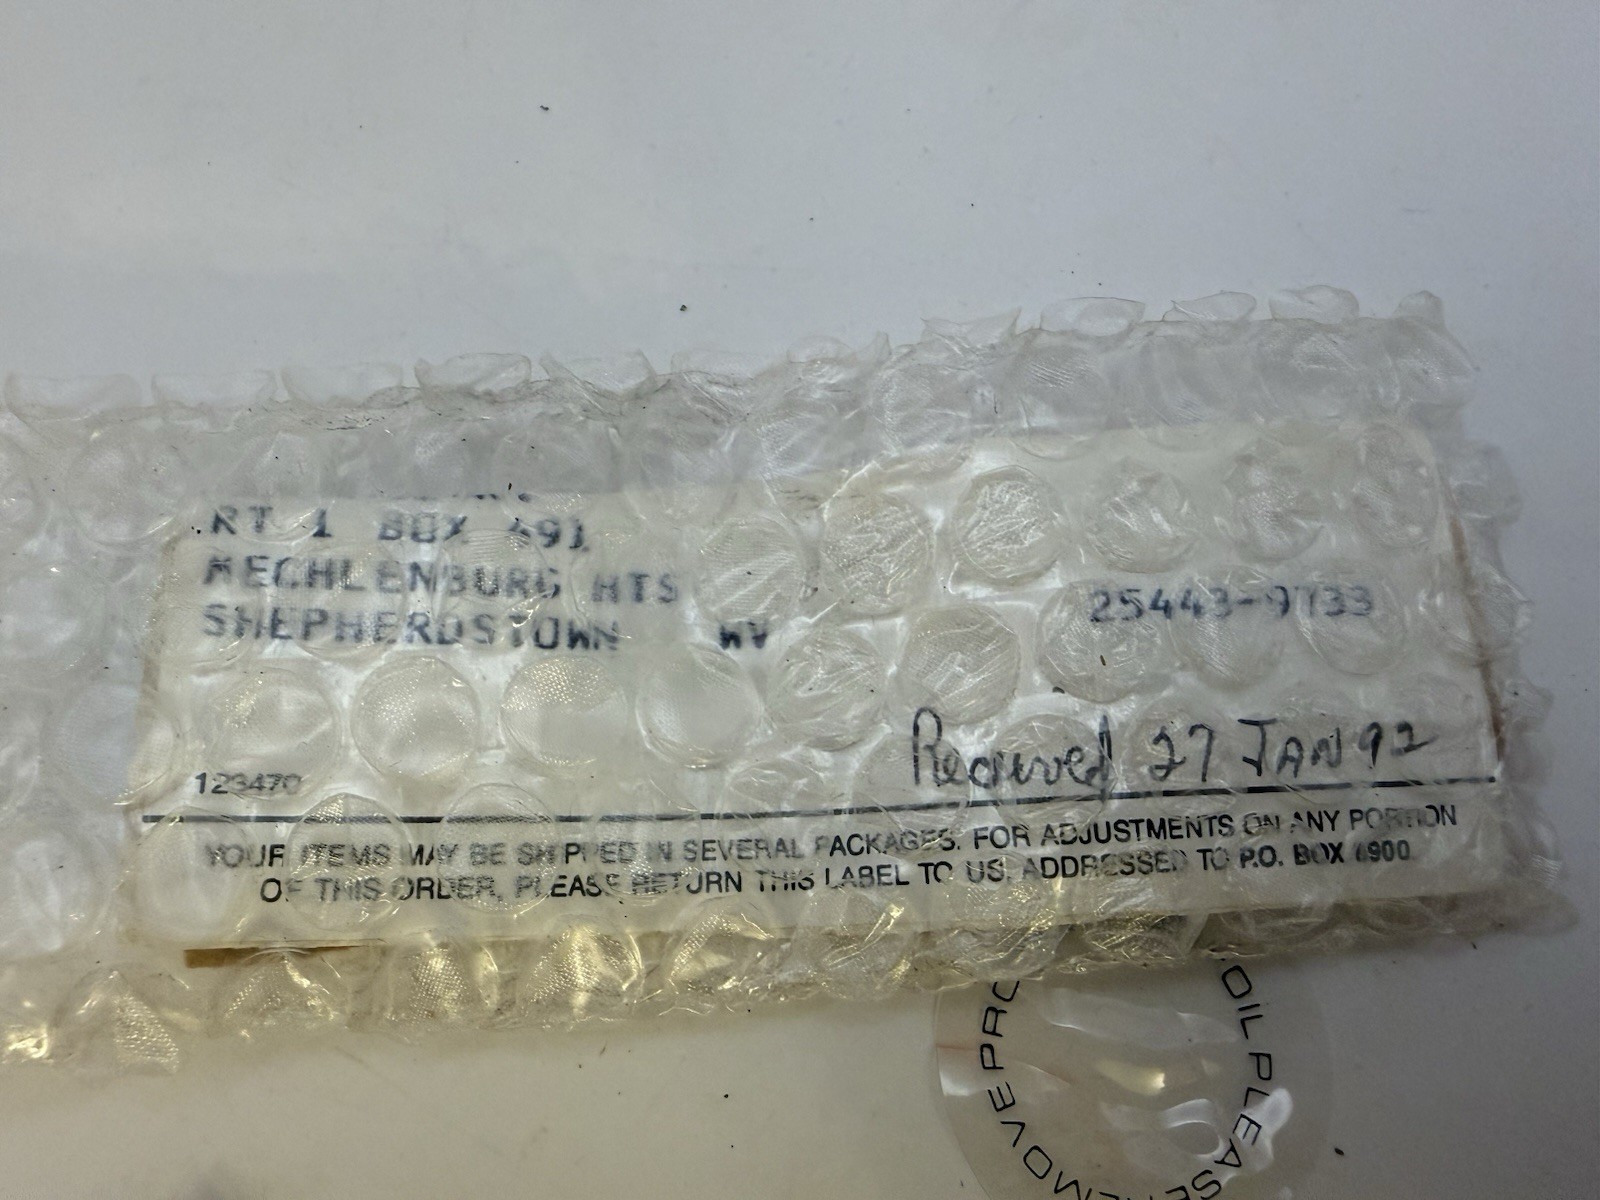 RT 1 BOX 491
MECHLENBURG HTS
SHEPHERDSTOWN WV 25443-9733
123470
Received 27 JAN 92
YOUR ITEMS MAY BE SHIPPED IN SEVERAL PACKAGES. FOR ADJUSTMENTS ON ANY PORTION
OF THIS ORDER, PLEASE RETURN THIS LABEL TO US, ADDRESSED TO P.O. BOX 6900
OIL PLEASE REMOVE PRO